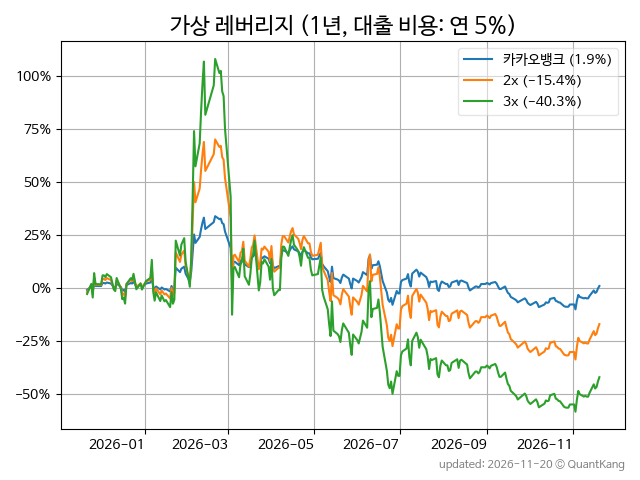 가상 레버리지 (1년, 대출 비용: 연 5%)
카카오뱅크 (1.9%)
2x (−15.4%)
3x (−40.3%)
100%
75%
50%
25%
0%
−25%
−50%
2026-01
2026-03
2026-05
2026-07
2026-09
2026-11
updated: 2026-11-20 © QuantKang